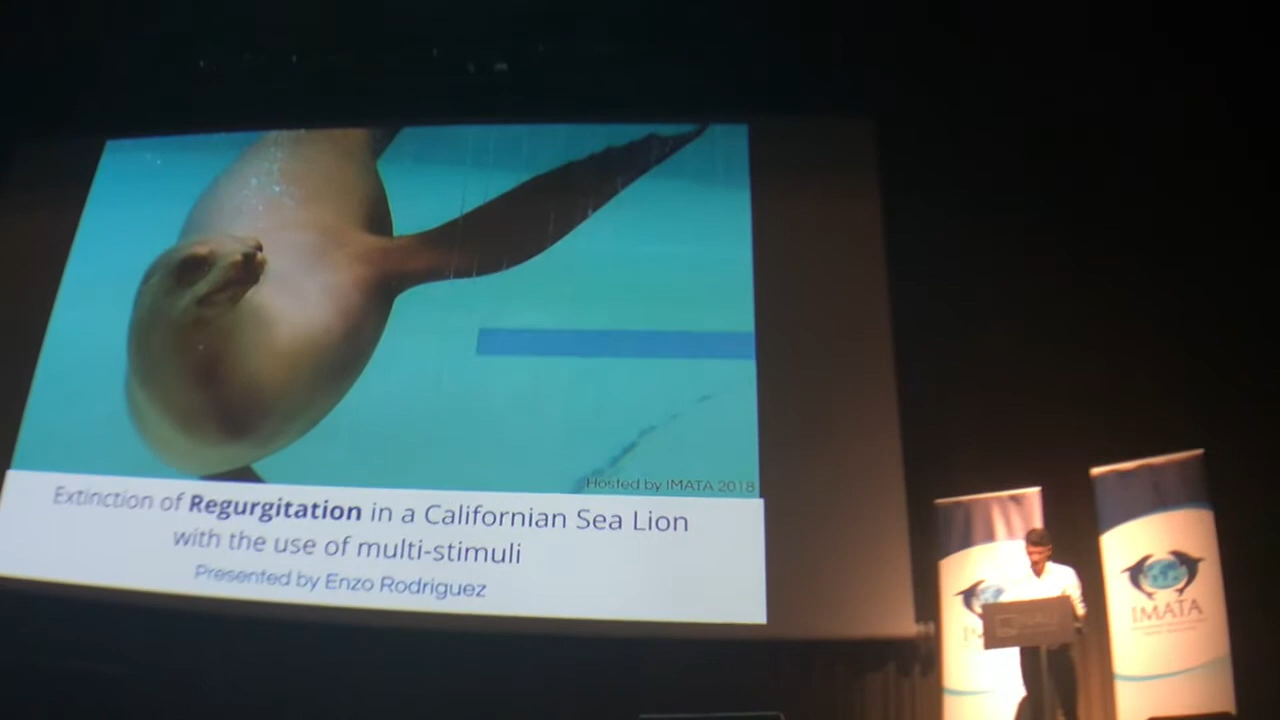 Hosted by IMATA 2018
Extinction of Regurgitation in a Californian Sea Lion
with the use of multi-stimuli
Presented by Enzo Rodriguez
IMATA